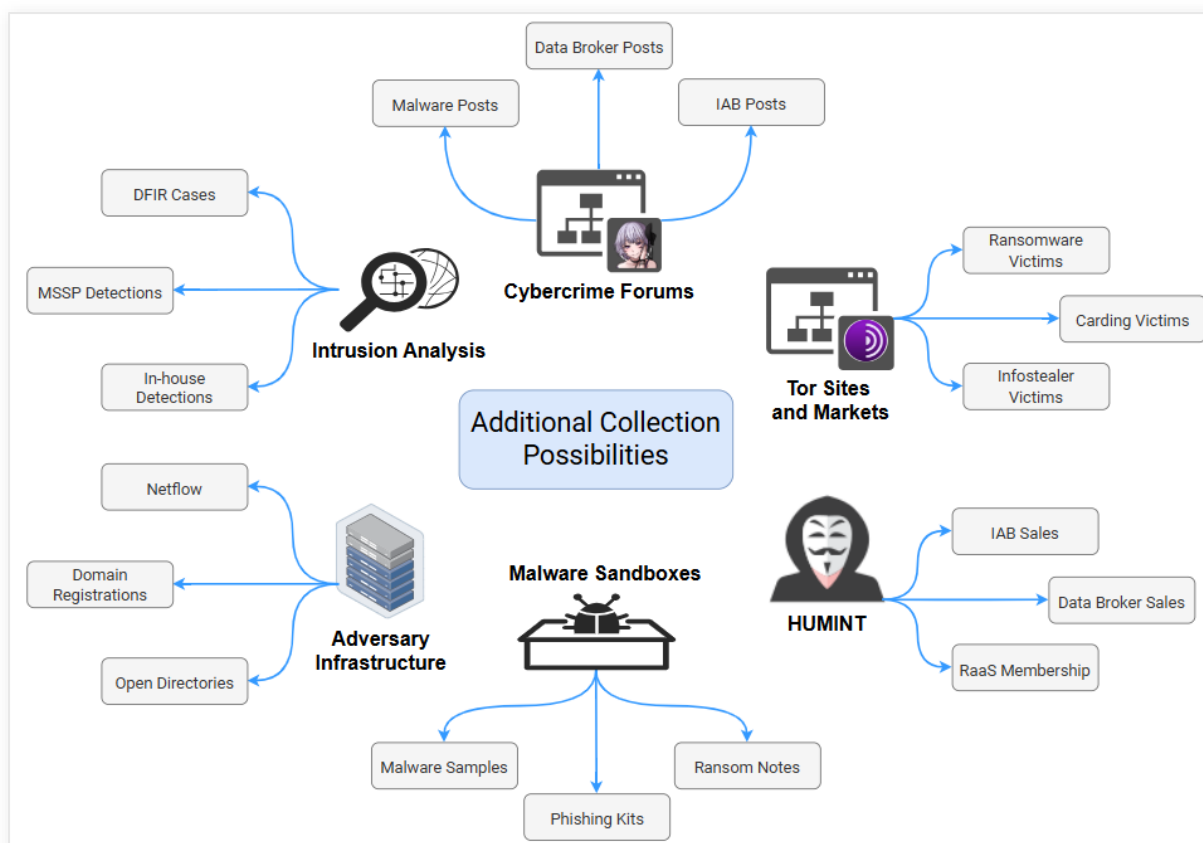 Data Broker Posts
Malware Posts
IAB Posts
Cybercrime Forums
DFIR Cases
MSSP Detections
In-house
Detections
Intrusion Analysis
Ransomware
Victims
Carding Victims
Infostealer
Victims
Tor Sites
and Markets
Additional Collection
Possibilities
Netflow
Domain
Registrations
Open Directories
Adversary
Infrastructure
Malware Sandboxes
Malware Samples
Phishing Kits
Ransom Notes
HUMINT
IAB Sales
Data Broker Sales
RaaS Membership